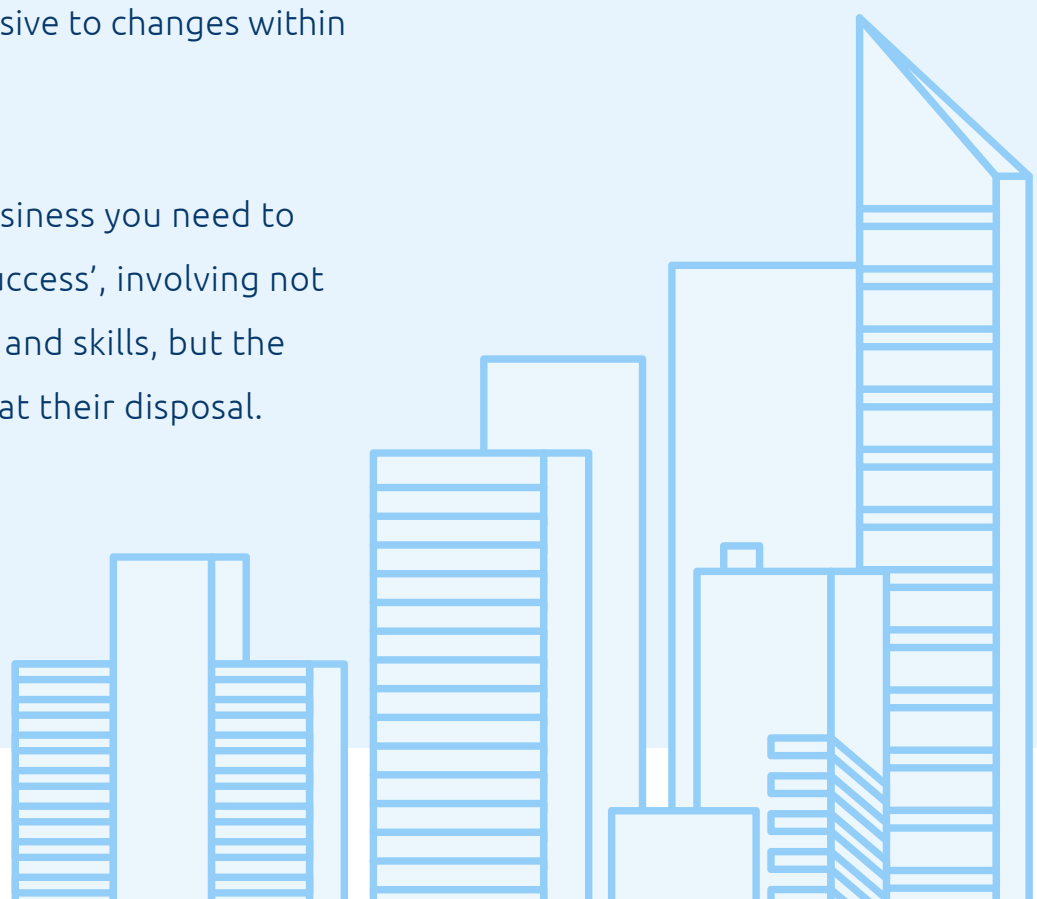 sive to changes within
siness you need to
uccess’, involving not
and skills, but the
at their disposal.